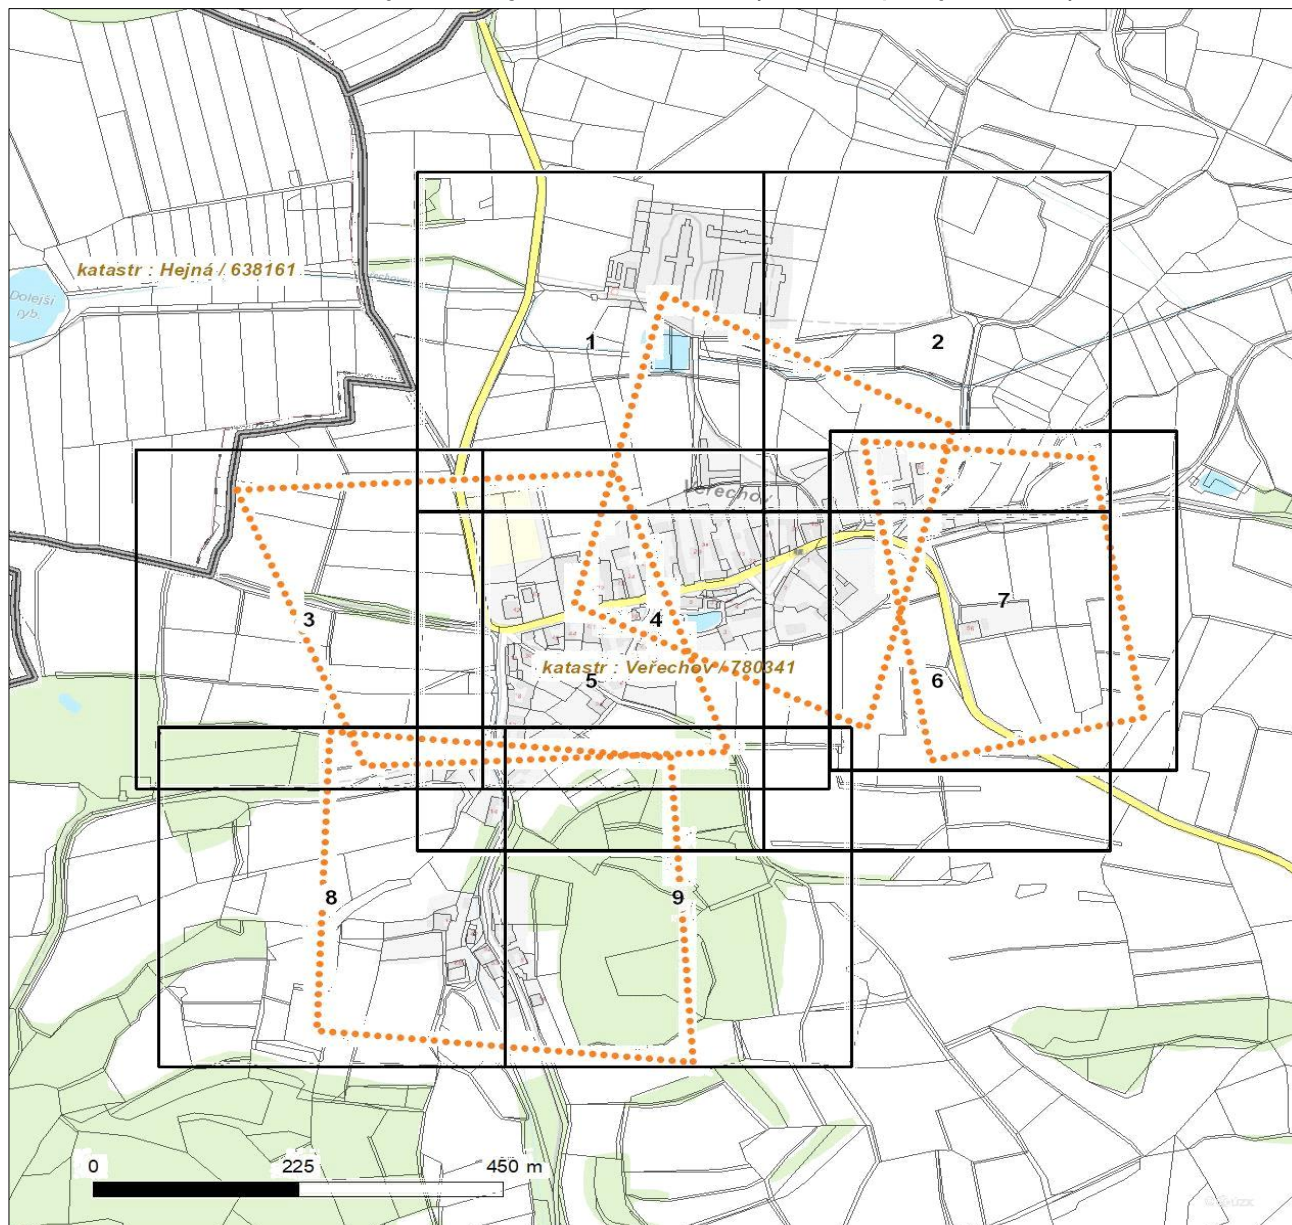 katastr : Hejná / 638161
Dolejší
ryb.
1
2
Veřechov
3
4
7
katastr : Veřechov / 780341
5
6
8
9
0 225 450 m